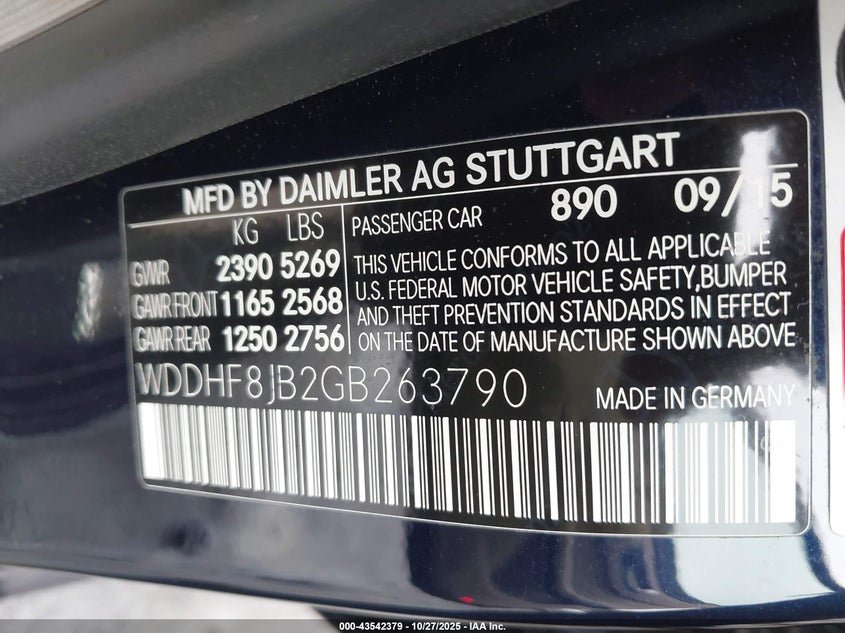 MFD BY DAIMLER AG STUTTGART
KG LBS
GVWR 2390 5269
GAWR FRONT 1165 2568
GAWR REAR 1250 2756
PASSENGER CAR 890 09/15
THIS VEHICLE CONFORMS TO ALL APPLICABLE
U.S. FEDERAL MOTOR VEHICLE SAFETY,BUMPER
AND THEFT PREVENTION STANDARDS IN EFFECT
ON THE DATE OF MANUFACTURE SHOWN ABOVE
WDDHF8JB2GB263790
MADE IN GERMANY
000-43542379 | 10/27/2025 - IAA Inc.